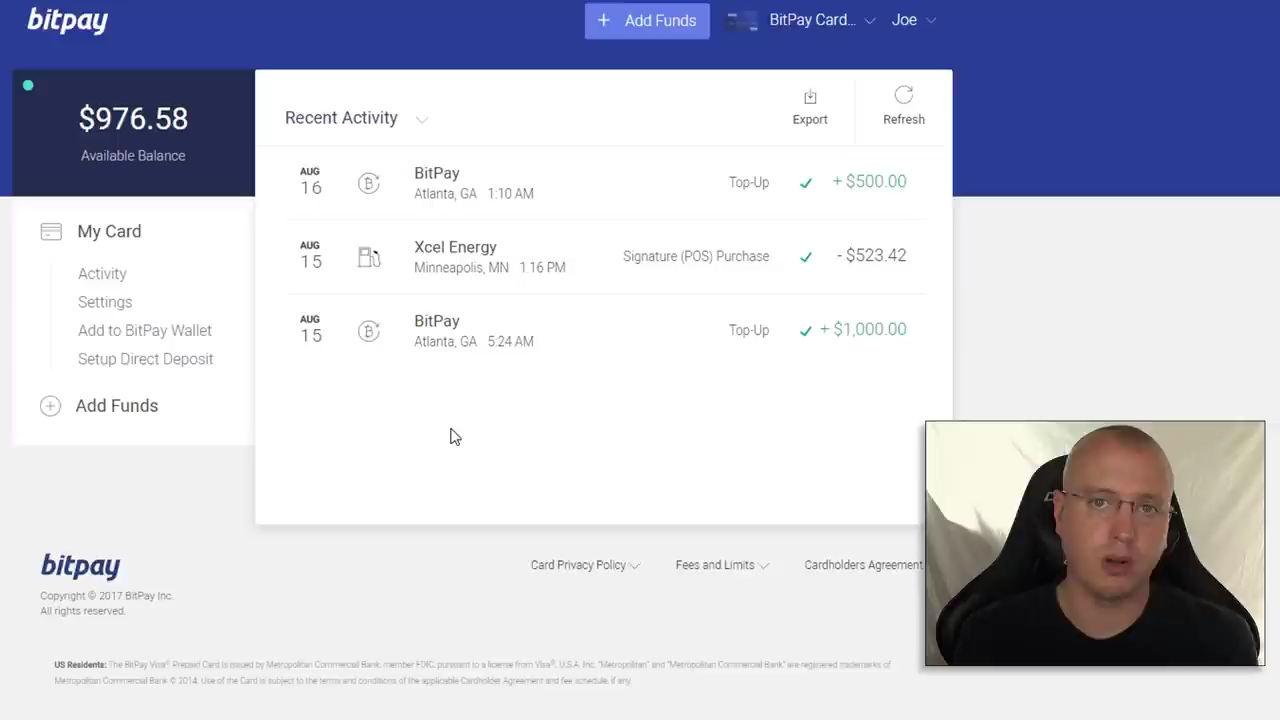 bitpay
+ Add Funds
BitPay Card...
Joe
$976.58
Available Balance
Recent Activity
Export
Refresh
AUG
16
BitPay
Atlanta, GA 1:10 AM
Top-Up
+ $500.00
AUG
15
Xcel Energy
Minneapolis, MN 1:16 PM
Signature (POS) Purchase
- $523.42
AUG
15
BitPay
Atlanta, GA 5:24 AM
Top-Up
+ $1,000.00
My Card
Activity
Settings
Add to BitPay Wallet
Setup Direct Deposit
Add Funds
bitpay
Copyright © 2017 BitPay Inc.
All rights reserved.
Card Privacy Policy
Fees and Limits
Cardholders Agreement
US Residents: The BitPay Visa® Prepaid Card is issued by Metropolitan Commercial Bank, member FDIC, pursuant to a license from Visa®, U.S.A. Inc. "Metropolitan" and "Metropolitan Commercial Bank" are registered trademarks of
Metropolitan Commercial Bank © 2014. Use of the Card is subject to the terms and conditions of the applicable Cardholder Agreement and fee schedule, if any.